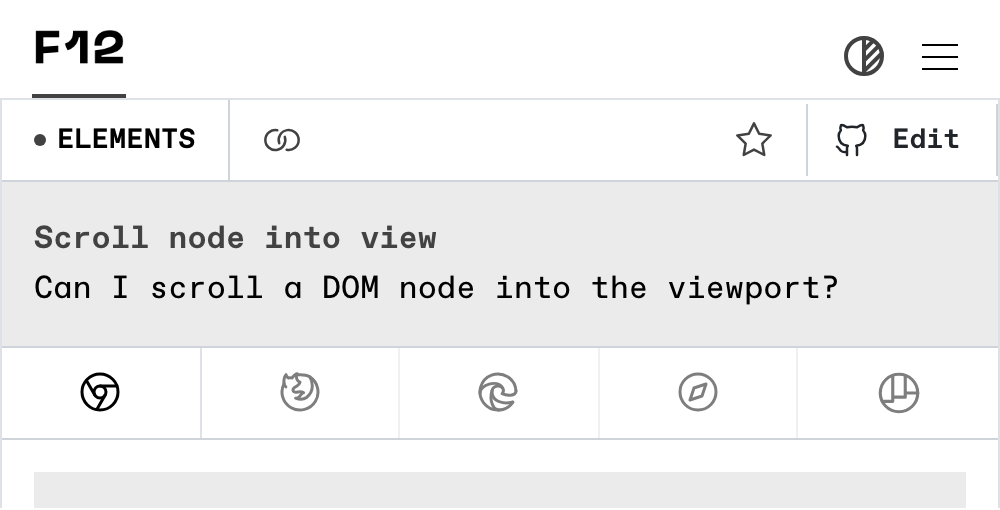 F12
ELEMENTS
Edit
Scroll node into view
Can I scroll a DOM node into the viewport?